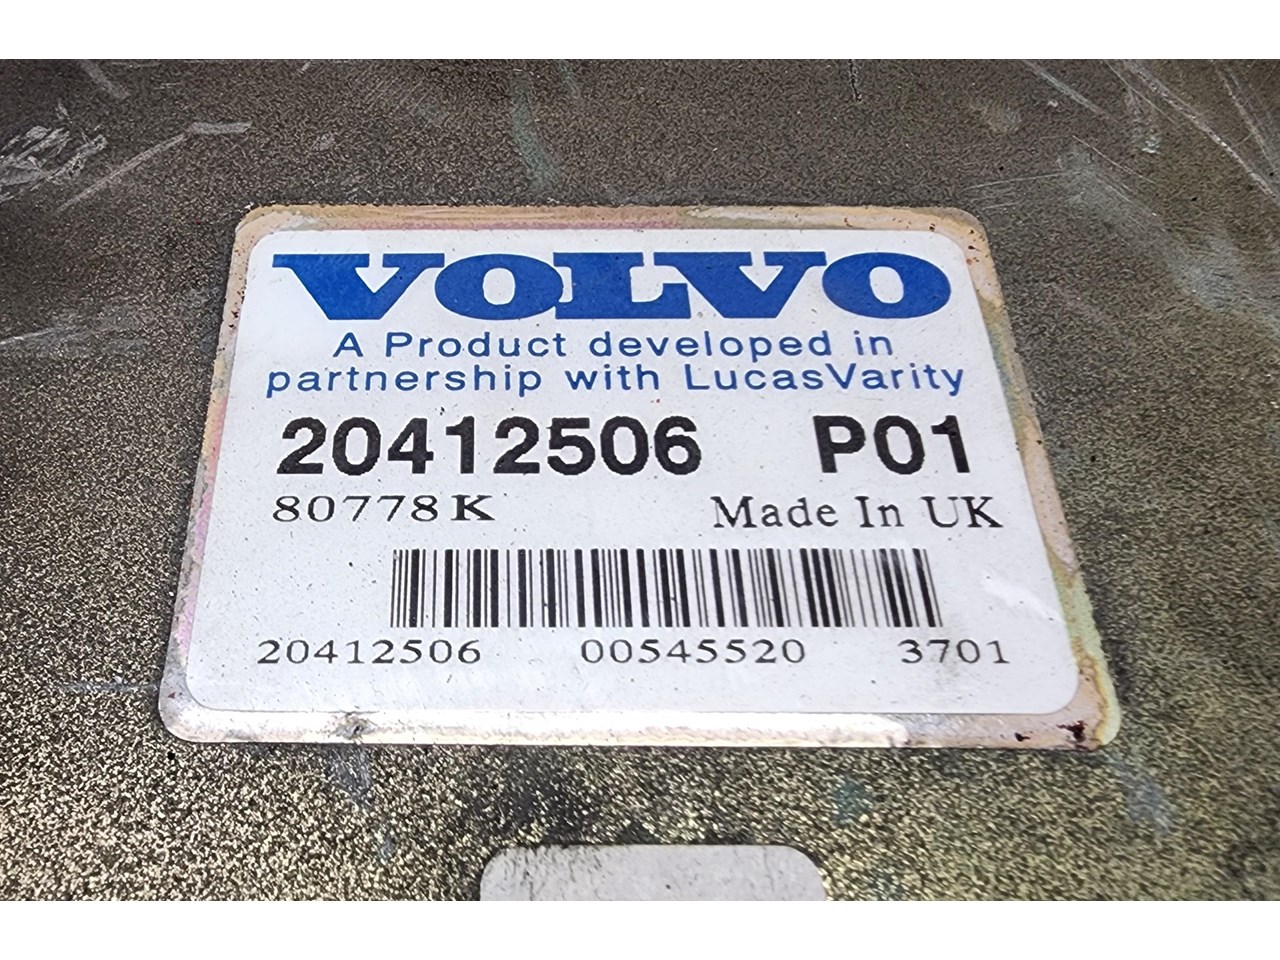 VOLVO
A Product developed in
partnership with LucasVarity
20412506 P01
80778K Made In UK
20412506 00545520 3701